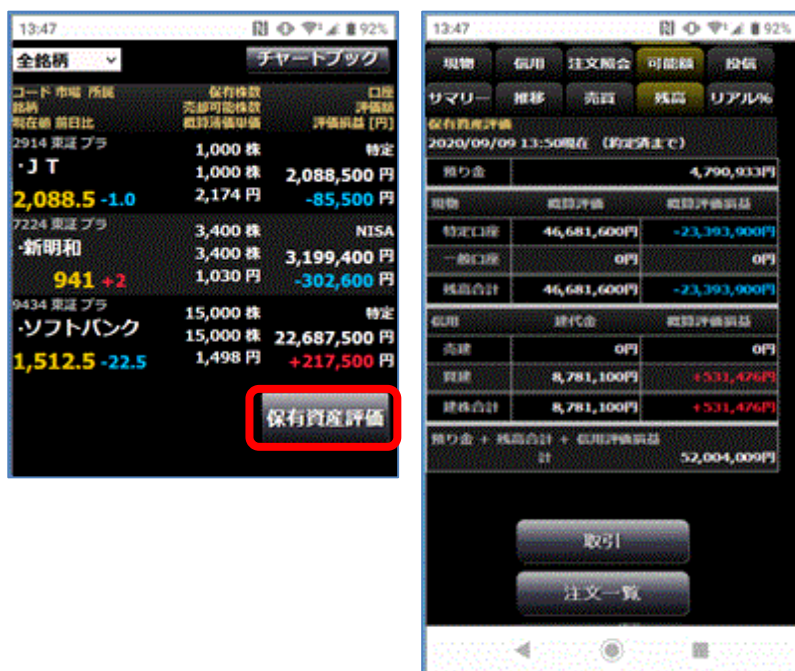 13:47 92%
全銘柄 チャートブック
コード 市場 所属 保有株数 口座
銘柄 売却可能株数 評価額
現在値 前日比 概算簿価単価 評価損益 [円]
2914 東証プラ 1,000 株 特定
・JT 1,000 株 2,088,500 円
2,088.5 -1.0 2,174 円 -85,500 円
7224 東証プラ 3,400 株 NISA
・新明和 3,400 株 3,199,400 円
941 +2 1,030 円 -302,600 円
9434 東証プラ 15,000 株 特定
・ソフトバンク 15,000 株 22,687,500 円
1,512.5 -22.5 1,498 円 +217,500 円
保有資産評価
13:47 92%
現物 信用 注文照会 可能額 投信
サマリー 推移 売買 残高 リアル%
保有資産評価
2020/09/09 13:50現在 (約定済まで)
預り金 4,790,933円
現物 概算評価 概算評価損益
特定口座 46,681,600円 -23,393,900円
一般口座 0円 0円
残高合計 46,681,600円 -23,393,900円
信用 建代金 概算評価損益
売建 0円 0円
買建 8,781,100円 +531,476円
建株合計 8,781,100円 +531,476円
預り金 + 残高合計 + 信用評価損益
計 52,004,009円
取引
注文一覧